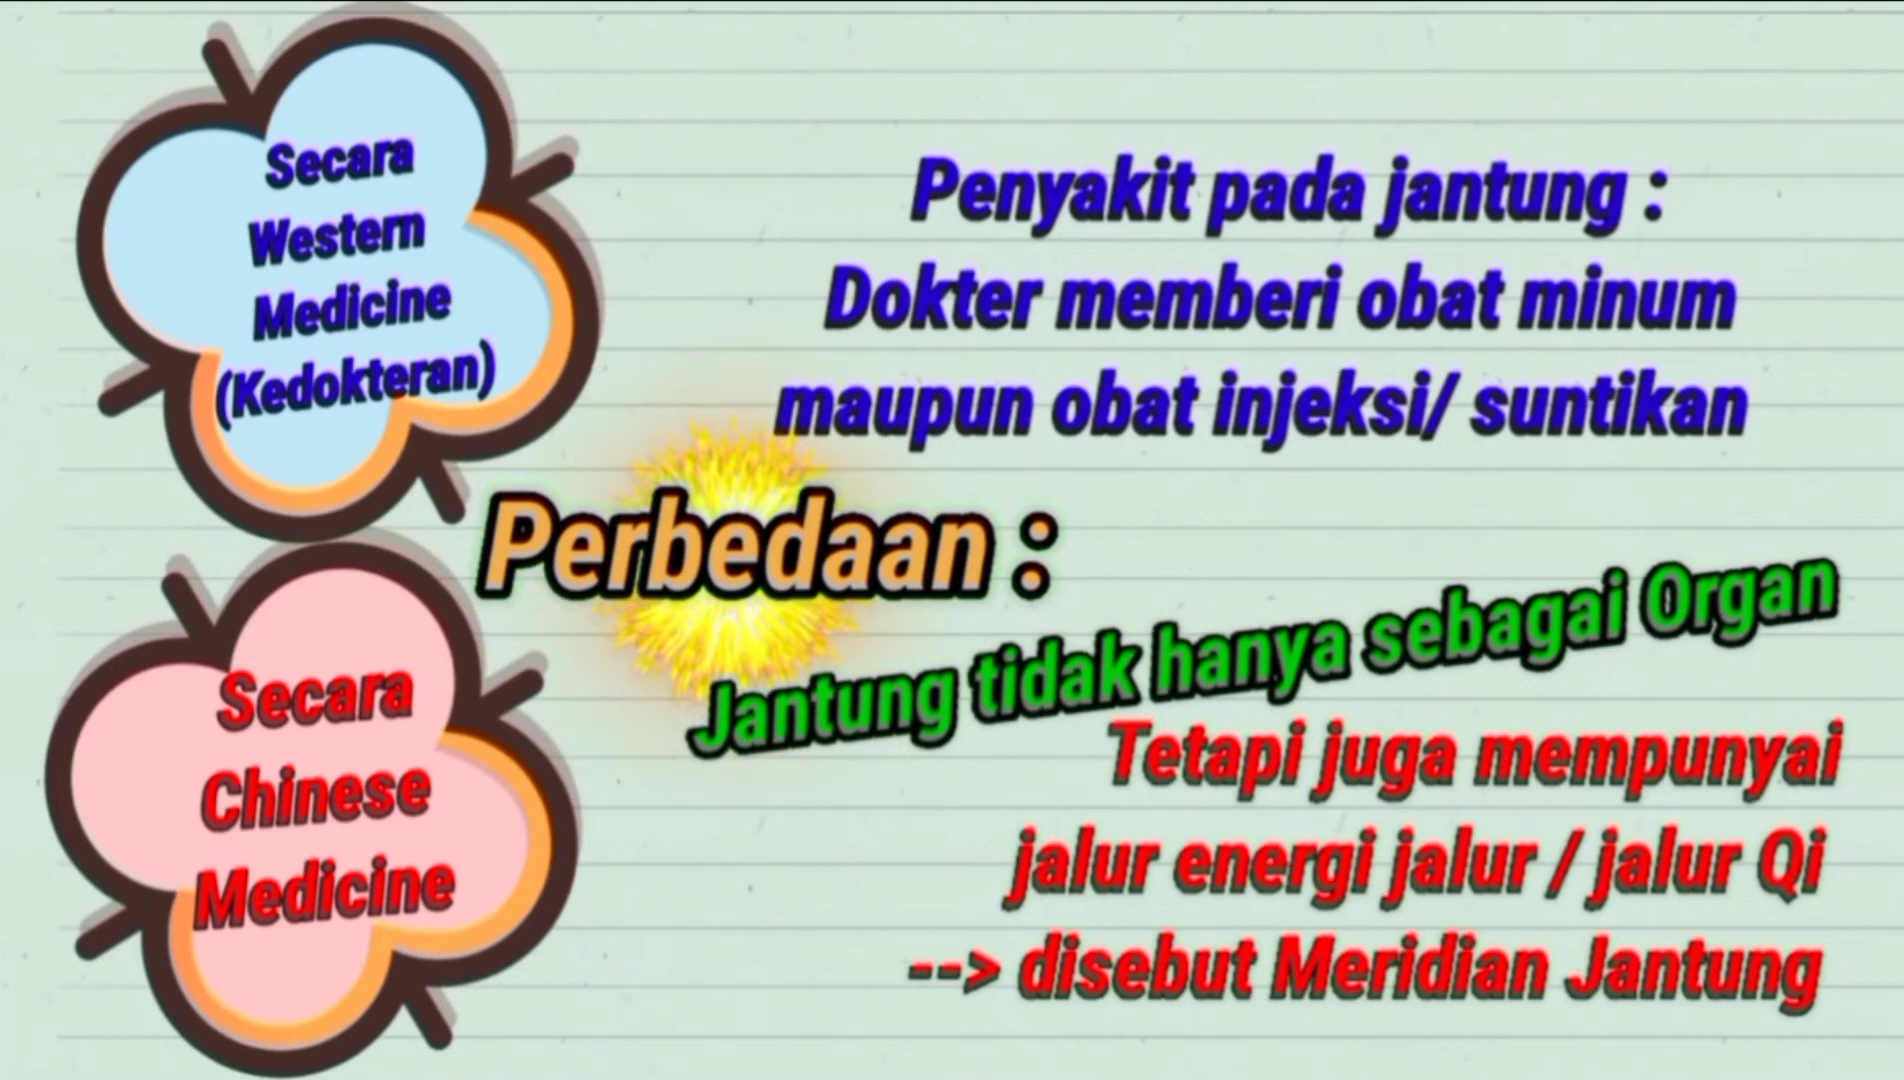 Secara
Western
Medicine
(Kedokteran)
Penyakit pada jantung :
Dokter memberi obat minum
maupun obat injeksi/ suntikan
Perbedaan :
Secara
Chinese
Medicine
Jantung tidak hanya sebagai Organ
Tetapi juga mempunyai
jalur energi jalur / jalur Qi
--> disebut Meridian Jantung